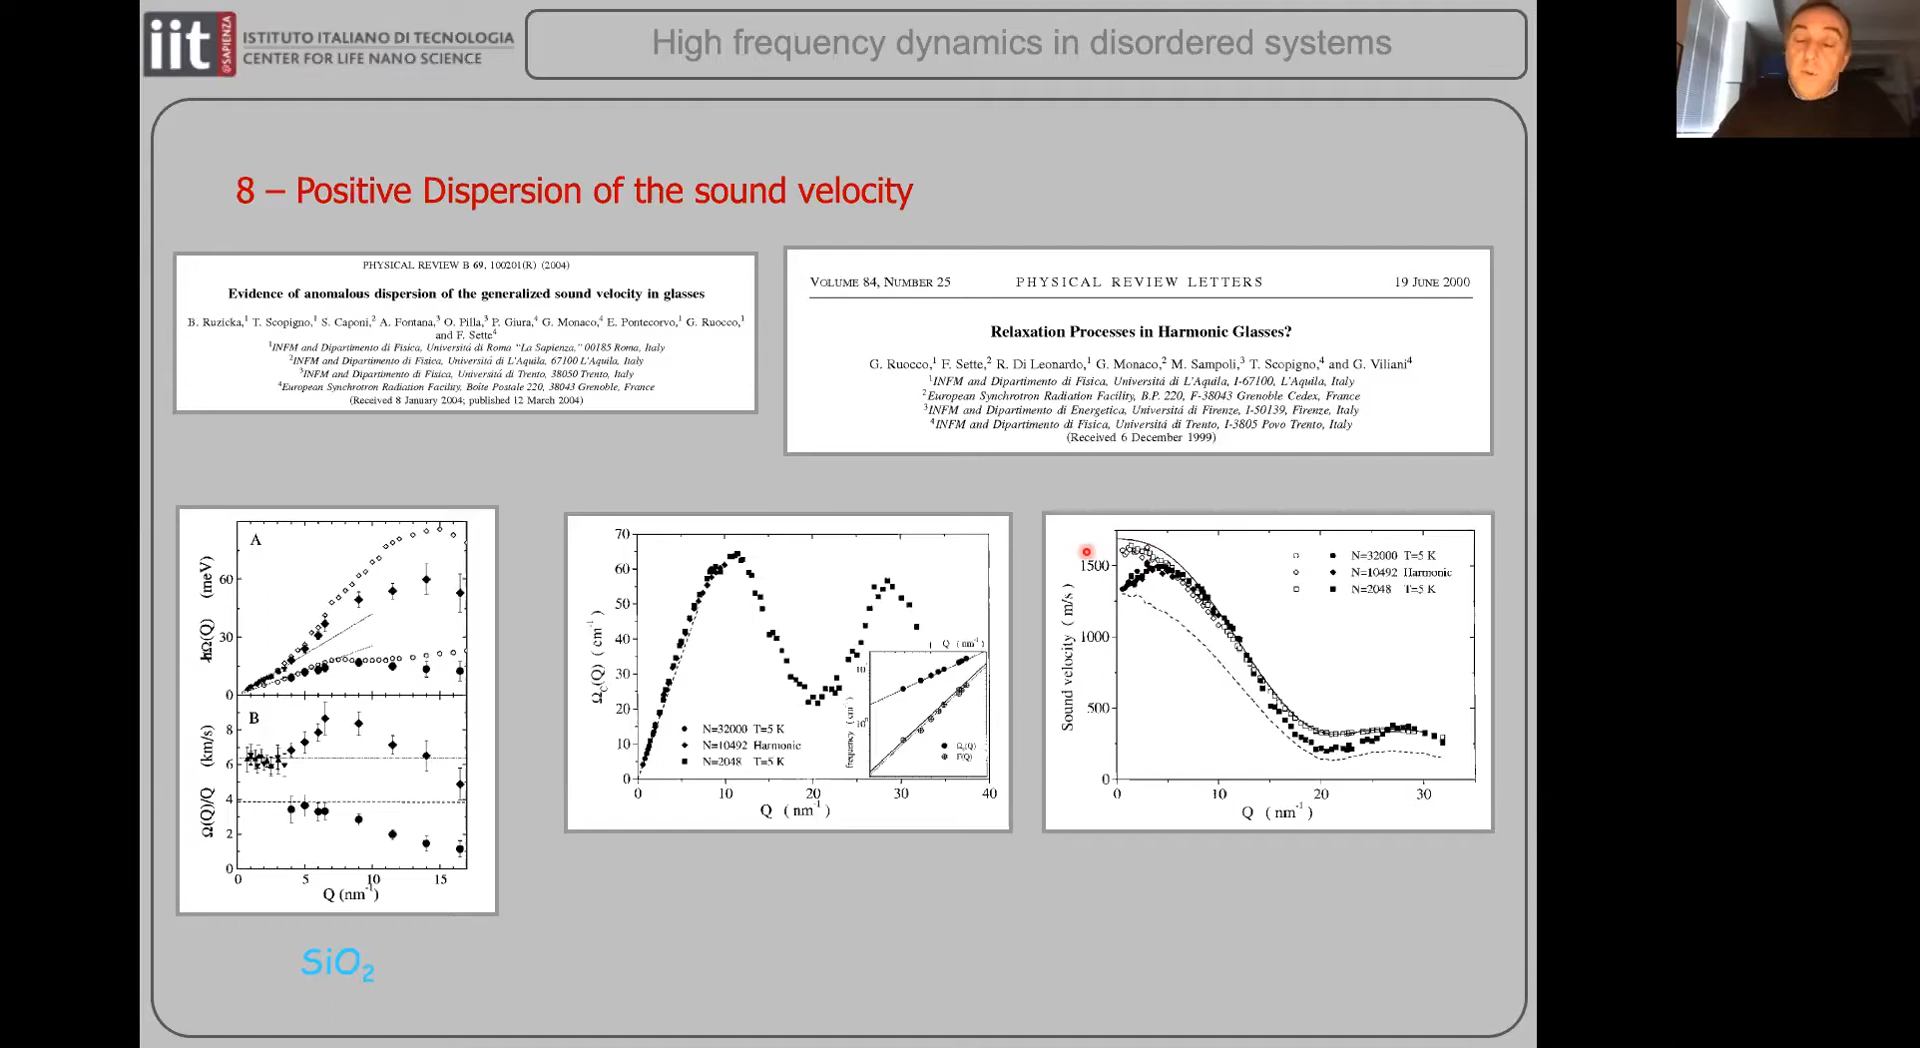 iit
@SAPIENZA
ISTITUTO ITALIANO DI TECNOLOGIA
CENTER FOR LIFE NANO SCIENCE
High frequency dynamics in disordered systems
8 – Positive Dispersion of the sound velocity
PHYSICAL REVIEW B 69, 100201(R) (2004)
Evidence of anomalous dispersion of the generalized sound velocity in glasses
B. Ruzicka,¹ T. Scopigno,¹ S. Caponi,² A. Fontana,³ O. Pilla,³ P. Giura,⁴ G. Monaco,⁴ E. Pontecorvo,¹ G. Ruocco,¹
and F. Sette⁴
¹INFM and Dipartimento di Fisica, Universitá di Roma “La Sapienza,” 00185 Roma, Italy
²INFM and Dipartimento di Fisica, Universitá di L'Aquila, 67100 L'Aquila, Italy
³INFM and Dipartimento di Fisica, Universitá di Trento, 38050 Trento, Italy
⁴European Synchrotron Radiation Facility, Boîte Postale 220, 38043 Grenoble, France
(Received 8 January 2004; published 12 March 2004)
VOLUME 84, NUMBER 25 PHYSICAL REVIEW LETTERS 19 JUNE 2000
Relaxation Processes in Harmonic Glasses?
G. Ruocco,¹ F. Sette,² R. Di Leonardo,¹ G. Monaco,² M. Sampoli,³ T. Scopigno,⁴ and G. Viliani⁴
¹INFM and Dipartimento di Fisica, Universitá di L'Aquila, I-67100, L'Aquila, Italy
²European Synchrotron Radiation Facility, B.P. 220, F-38043 Grenoble Cedex, France
³INFM and Dipartimento di Energetica, Universitá di Firenze, I-50139, Firenze, Italy
⁴INFM and Dipartimento di Fisica, Universitá di Trento, I-3805 Povo Trento, Italy
(Received 6 December 1999)
A
ħΩ(Q) (meV)
60
30
0
B
Ω(Q)/Q (km/s)
8
6
4
2
0
0 5 10 15
Q (nm⁻¹)
SiO₂
70
60
50
40
30
20
10
0
Ω_C(Q) (cm⁻¹)
N=32000 T=5 K
N=10492 Harmonic
N=2048 T=5 K
0 10 20 30 40
Q (nm⁻¹)
1 Q (nm⁻¹)
frequency (cm⁻¹)
Γ(Q)
1500
1000
500
0
Sound velocity (m/s)
N=32000 T=5 K
N=10492 Harmonic
N=2048 T=5 K
0 10 20 30
Q (nm⁻¹)